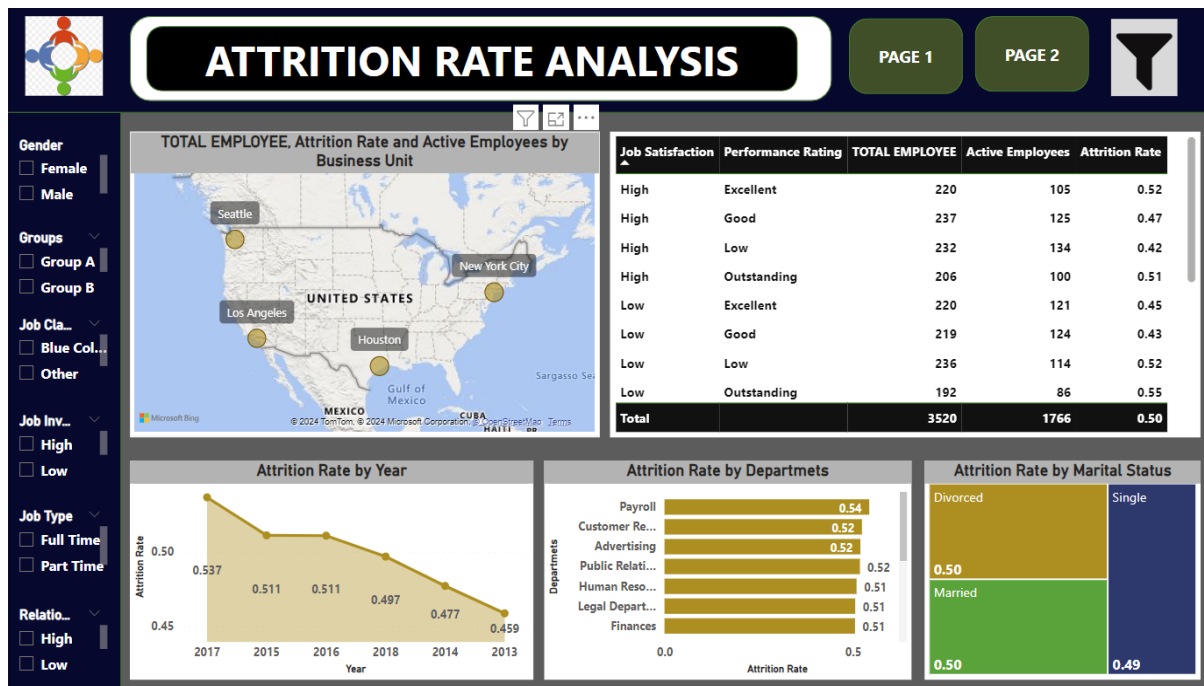 ATTRITION RATE ANALYSIS
PAGE 1
PAGE 2
Gender
Female
Male
Groups
Group A
Group B
Job Cla...
Blue Col...
Other
Job Inv...
High
Low
Job Type
Full Time
Part Time
Relatio...
High
Low
TOTAL EMPLOYEE, Attrition Rate and Active Employees by
Business Unit
Seattle
New York City
UNITED STATES
Los Angeles
Houston
Sargasso Sea
Gulf of
Mexico
MEXICO
CUBA
HAITI PR
Microsoft Bing
© 2024 TomTom, © 2024 Microsoft Corporation, © OpenStreetMap Terms
Job Satisfaction Performance Rating TOTAL EMPLOYEE Active Employees Attrition Rate
High Excellent 220 105 0.52
High Good 237 125 0.47
High Low 232 134 0.42
High Outstanding 206 100 0.51
Low Excellent 220 121 0.45
Low Good 219 124 0.43
Low Low 236 114 0.52
Low Outstanding 192 86 0.55
Total 3520 1766 0.50
Attrition Rate by Year
Attrition Rate
0.50
0.45
0.537
0.511
0.511
0.497
0.477
0.459
2017 2015 2016 2018 2014 2013
Year
Attrition Rate by Departmets
Departmets
Payroll 0.54
Customer Re... 0.52
Advertising 0.52
Public Relati... 0.52
Human Reso... 0.51
Legal Depart... 0.51
Finances 0.51
0.0 0.5
Attrition Rate
Attrition Rate by Marital Status
Divorced
0.50
Married
0.50
Single
0.49